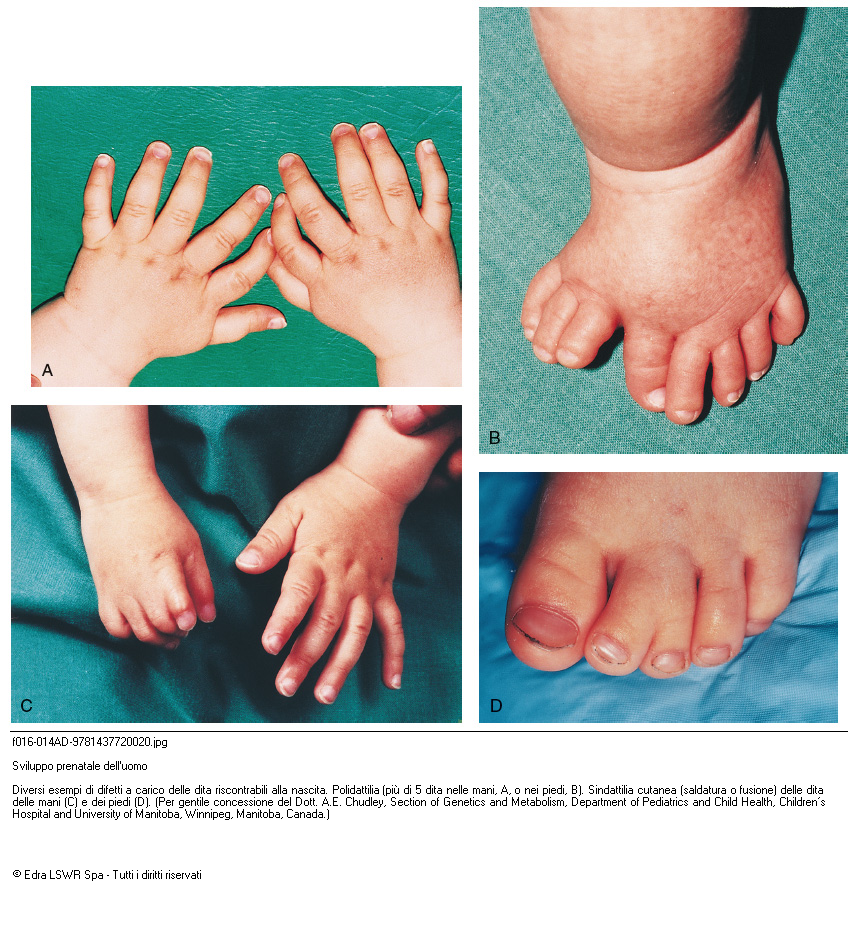 A
B
C
D
f016-014AD-9781437720020.jpg
Sviluppo prenatale dell'uomo
Diversi esempi di difetti a carico delle dita riscontrabili alla nascita. Polidattilia (più di 5 dita nelle mani, A, o nei piedi, B). Sindattilia cutanea (saldatura o fusione) delle dita
delle mani (C) e dei piedi (D). (Per gentile concessione del Dott. A.E. Chudley, Section of Genetics and Metabolism, Department of Pediatrics and Child Health, Children´s
Hospital and University of Manitoba, Winnipeg, Manitoba, Canada.)
© Edra LSWR Spa - Tutti i diritti riservati